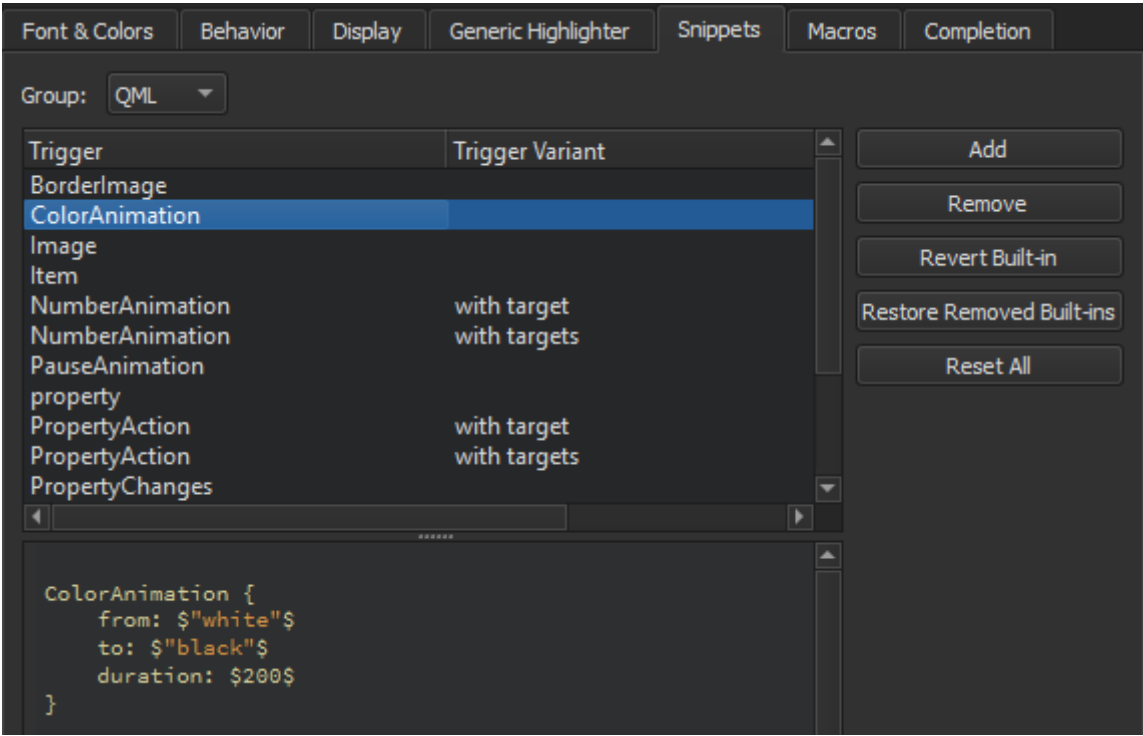 Font & Colors Behavior Display Generic Highlighter Snippets Macros Completion
Group: QML
Trigger Trigger Variant
BorderImage
ColorAnimation
Image
Item
NumberAnimation with target
NumberAnimation with targets
PauseAnimation
property
PropertyAction with target
PropertyAction with targets
PropertyChanges
Add
Remove
Revert Built-in
Restore Removed Built-ins
Reset All
ColorAnimation {
    from: $"white"$
    to: $"black"$
    duration: $200$
}